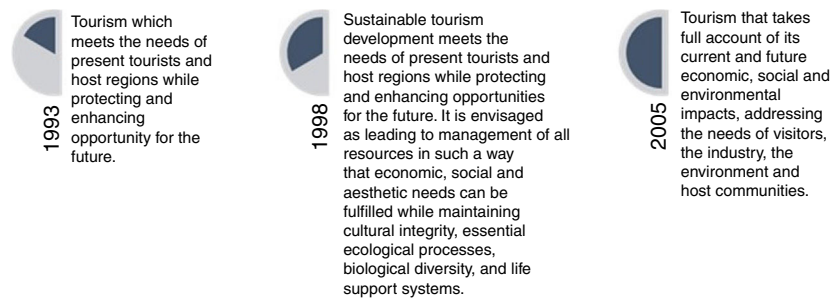 1993
Tourism which
meets the needs of
present tourists and
host regions while
protecting and
enhancing
opportunity for the
future.
1998
Sustainable tourism
development meets the
needs of present tourists and
host regions while protecting
and enhancing opportunities
for the future. It is envisaged
as leading to management of all
resources in such a way
that economic, social and
aesthetic needs can be
fulfilled while maintaining
cultural integrity, essential
ecological processes,
biological diversity, and life
support systems.
2005
Tourism that takes
full account of its
current and future
economic, social and
environmental
impacts, addressing
the needs of visitors,
the industry, the
environment and
host communities.